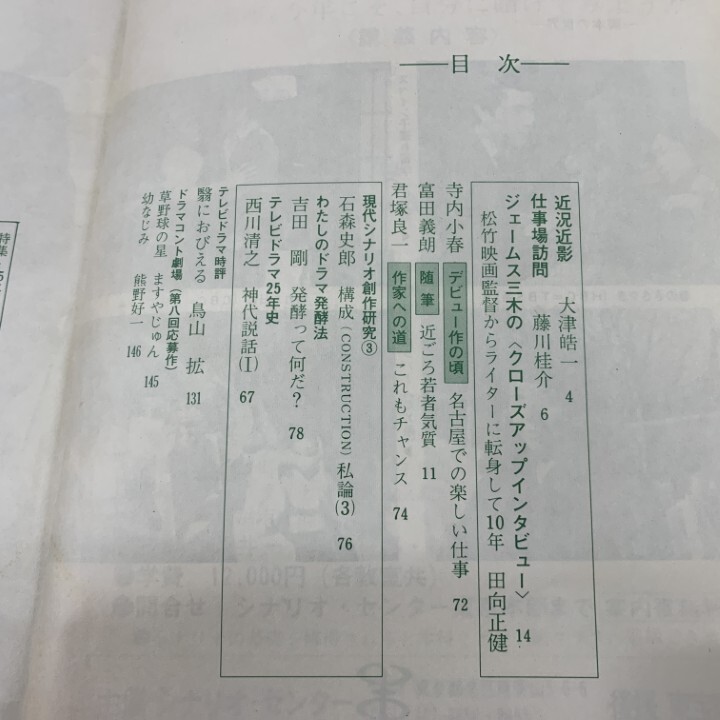 目次
近況近影 大津皓一 4
仕事場訪問 藤川桂介 6
ジェームス三木の〈クローズアップインタビュー〉
松竹映画監督からライターに転身して10年 田向正健 14
寺内小春 デビュー作の頃 名古屋での楽しい仕事 72
富田義朗 随筆 近ごろ若者気質 11
君塚良一 作家への道 これもチャンス 74
現代シナリオ創作研究③
石森史郎 構成(CONSTRUCTION)私論(3) 76
わたしのドラマ発酵法
吉田 剛 発酵って何だ? 78
テレビドラマ25年史
西川清之 神代説話(Ⅰ) 67
テレビドラマ時評
翳におびえる 鳥山 拡 131
ドラマコント劇場(第八回応募作)
草野球の星 ますやじゅん 145
幼なじみ 熊野好一 146
特集